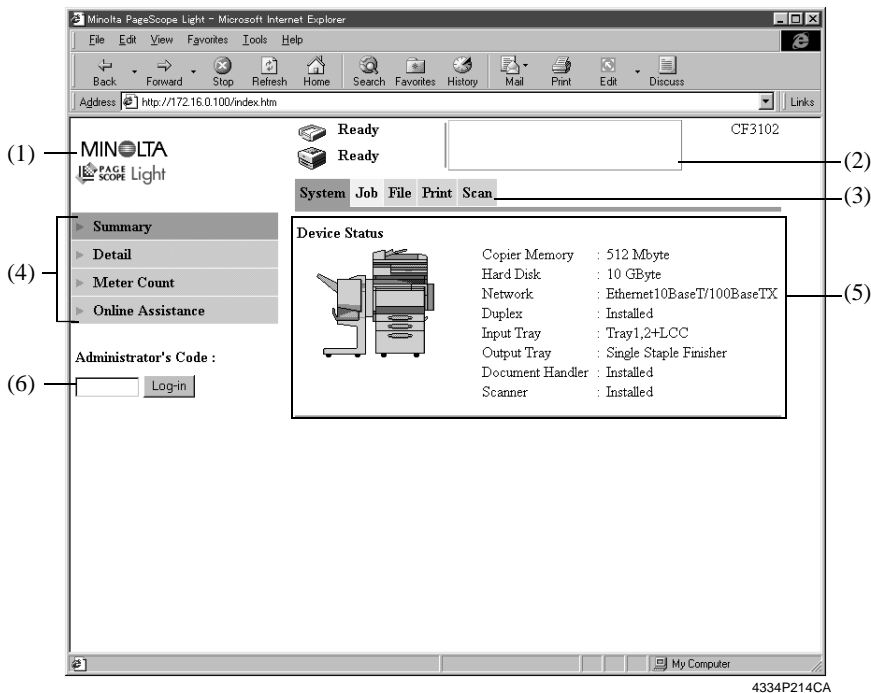 Minolta PageScope Light - Microsoft Internet Explorer
File Edit View Favorites Tools Help
Back Forward Stop Refresh Home Search Favorites History Mail Print Edit Discuss
Address http://172.16.0.100/index.htm Links
(1)
MINOLTA
PAGE SCOPE Light
Ready
Ready
CF3102
(2)
System Job File Print Scan
(3)
(4)
Summary
Detail
Meter Count
Online Assistance
Administrator's Code :
(6)
Log-in
Device Status
Copier Memory : 512 Mbyte
Hard Disk : 10 GByte
Network : Ethernet10BaseT/100BaseTX
Duplex : Installed
Input Tray : Tray1,2+LCC
Output Tray : Single Staple Finisher
Document Handler : Installed
Scanner : Installed
(5)
My Computer
4334P214CA